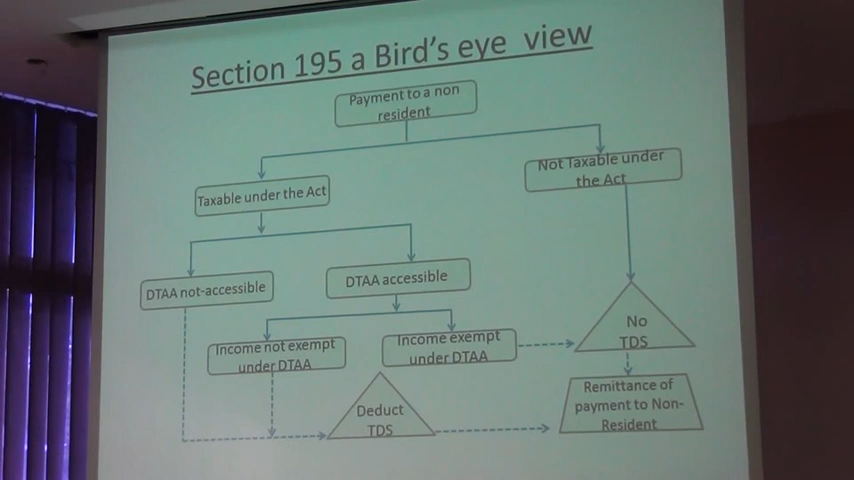 Section 195 a Bird's eye view
Payment to a non
resident
Not Taxable under
the Act
Taxable under the Act
DTAA not-accessible
DTAA accessible
Income not exempt
under DTAA
Income exempt
under DTAA
No
TDS
Deduct
TDS
Remittance of
payment to Non-
Resident